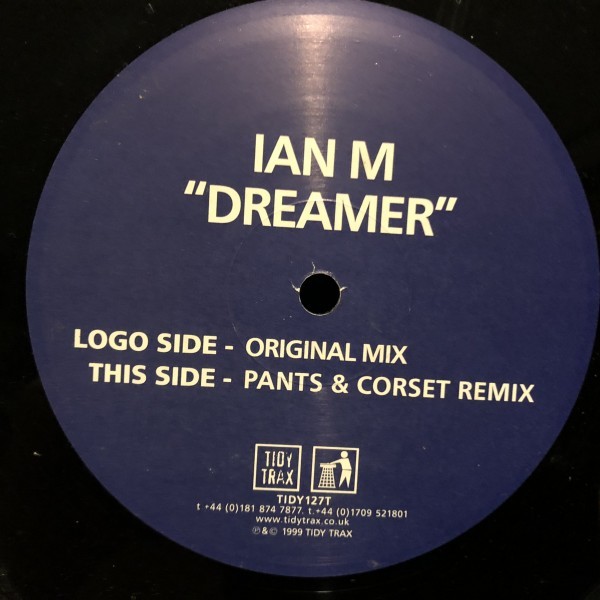 IAN M
"DREAMER"
LOGO SIDE - ORIGINAL MIX
THIS SIDE - PANTS & CORSET REMIX
TIDY
TRAX
TIDY127T
t +44 (0)181 874 7877. t.+44 (0)1709 521801
www.tidytrax.co.uk
℗&© 1999 TIDY TRAX